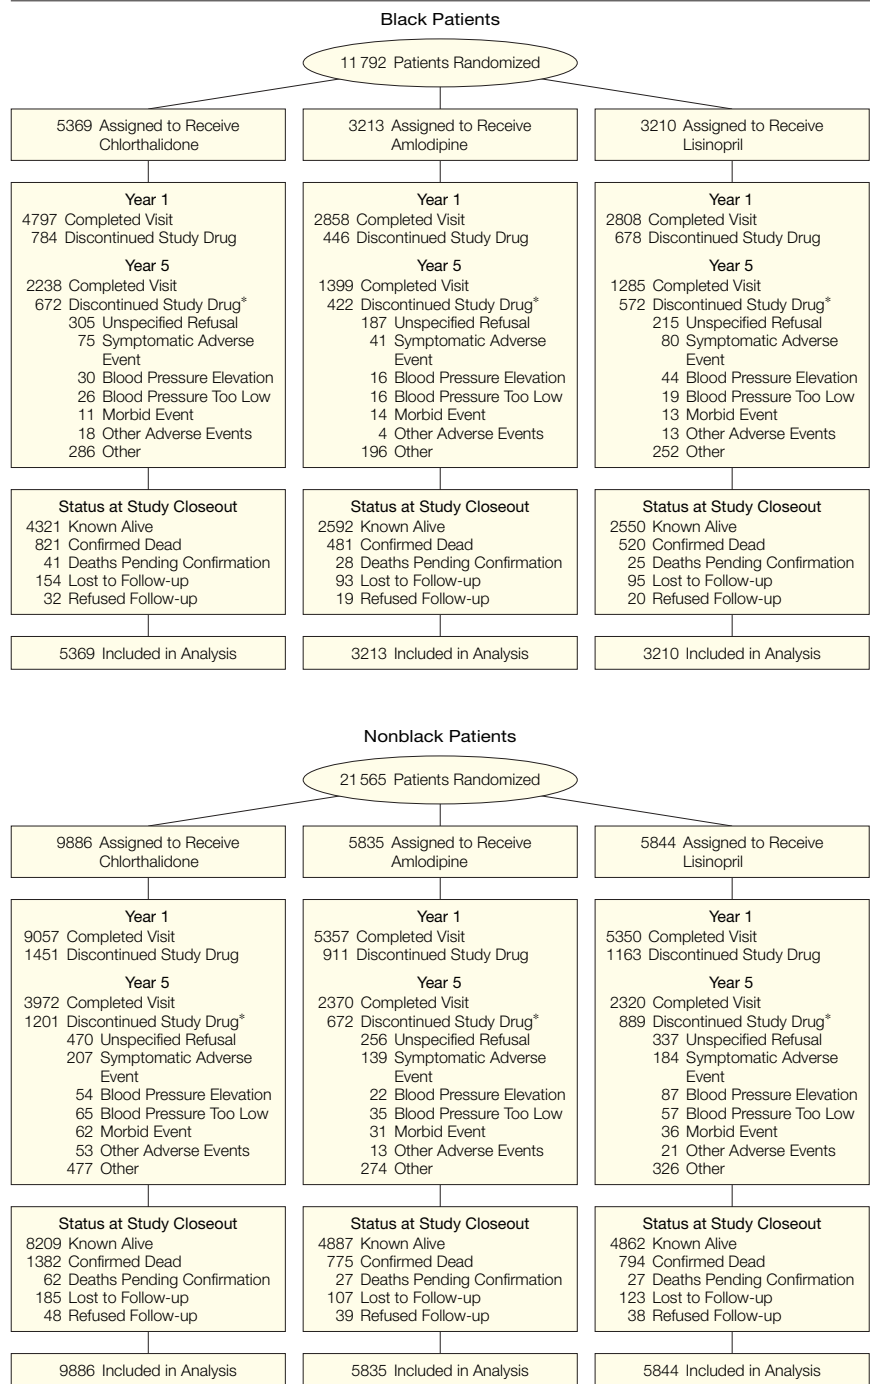 Black Patients
11 792 Patients Randomized
5369 Assigned to Receive
Chlorthalidone
3213 Assigned to Receive
Amlodipine
3210 Assigned to Receive
Lisinopril
Year 1
4797 Completed Visit
784 Discontinued Study Drug
Year 5
2238 Completed Visit
672 Discontinued Study Drug*
305 Unspecified Refusal
75 Symptomatic Adverse
Event
30 Blood Pressure Elevation
26 Blood Pressure Too Low
11 Morbid Event
18 Other Adverse Events
286 Other
Year 1
2858 Completed Visit
446 Discontinued Study Drug
Year 5
1399 Completed Visit
422 Discontinued Study Drug*
187 Unspecified Refusal
41 Symptomatic Adverse
Event
16 Blood Pressure Elevation
16 Blood Pressure Too Low
14 Morbid Event
4 Other Adverse Events
196 Other
Year 1
2808 Completed Visit
678 Discontinued Study Drug
Year 5
1285 Completed Visit
572 Discontinued Study Drug*
215 Unspecified Refusal
80 Symptomatic Adverse
Event
44 Blood Pressure Elevation
19 Blood Pressure Too Low
13 Morbid Event
13 Other Adverse Events
252 Other
Status at Study Closeout
4321 Known Alive
821 Confirmed Dead
41 Deaths Pending Confirmation
154 Lost to Follow-up
32 Refused Follow-up
Status at Study Closeout
2592 Known Alive
481 Confirmed Dead
28 Deaths Pending Confirmation
93 Lost to Follow-up
19 Refused Follow-up
Status at Study Closeout
2550 Known Alive
520 Confirmed Dead
25 Deaths Pending Confirmation
95 Lost to Follow-up
20 Refused Follow-up
5369 Included in Analysis
3213 Included in Analysis
3210 Included in Analysis
Nonblack Patients
21 565 Patients Randomized
9886 Assigned to Receive
Chlorthalidone
5835 Assigned to Receive
Amlodipine
5844 Assigned to Receive
Lisinopril
Year 1
9057 Completed Visit
1451 Discontinued Study Drug
Year 5
3972 Completed Visit
1201 Discontinued Study Drug*
470 Unspecified Refusal
207 Symptomatic Adverse
Event
54 Blood Pressure Elevation
65 Blood Pressure Too Low
62 Morbid Event
53 Other Adverse Events
477 Other
Year 1
5357 Completed Visit
911 Discontinued Study Drug
Year 5
2370 Completed Visit
672 Discontinued Study Drug*
256 Unspecified Refusal
139 Symptomatic Adverse
Event
22 Blood Pressure Elevation
35 Blood Pressure Too Low
31 Morbid Event
13 Other Adverse Events
274 Other
Year 1
5350 Completed Visit
1163 Discontinued Study Drug
Year 5
2320 Completed Visit
889 Discontinued Study Drug*
337 Unspecified Refusal
184 Symptomatic Adverse
Event
87 Blood Pressure Elevation
57 Blood Pressure Too Low
36 Morbid Event
21 Other Adverse Events
326 Other
Status at Study Closeout
8209 Known Alive
1382 Confirmed Dead
62 Deaths Pending Confirmation
185 Lost to Follow-up
48 Refused Follow-up
Status at Study Closeout
4887 Known Alive
775 Confirmed Dead
27 Deaths Pending Confirmation
107 Lost to Follow-up
39 Refused Follow-up
Status at Study Closeout
4862 Known Alive
794 Confirmed Dead
27 Deaths Pending Confirmation
123 Lost to Follow-up
38 Refused Follow-up
9886 Included in Analysis
5835 Included in Analysis
5844 Included in Analysis